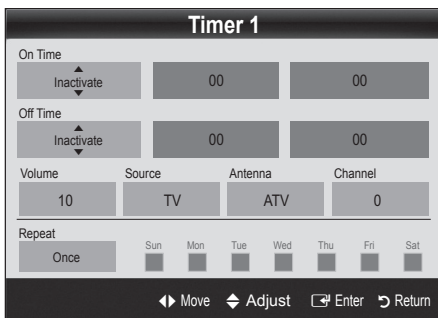 Timer 1
On Time
Inactivate 00 00
Off Time
Inactivate 00 00
Volume Source Antenna Channel
10 TV ATV 0
Repeat
Once Sun Mon Tue Wed Thu Fri Sat
Move Adjust Enter Return